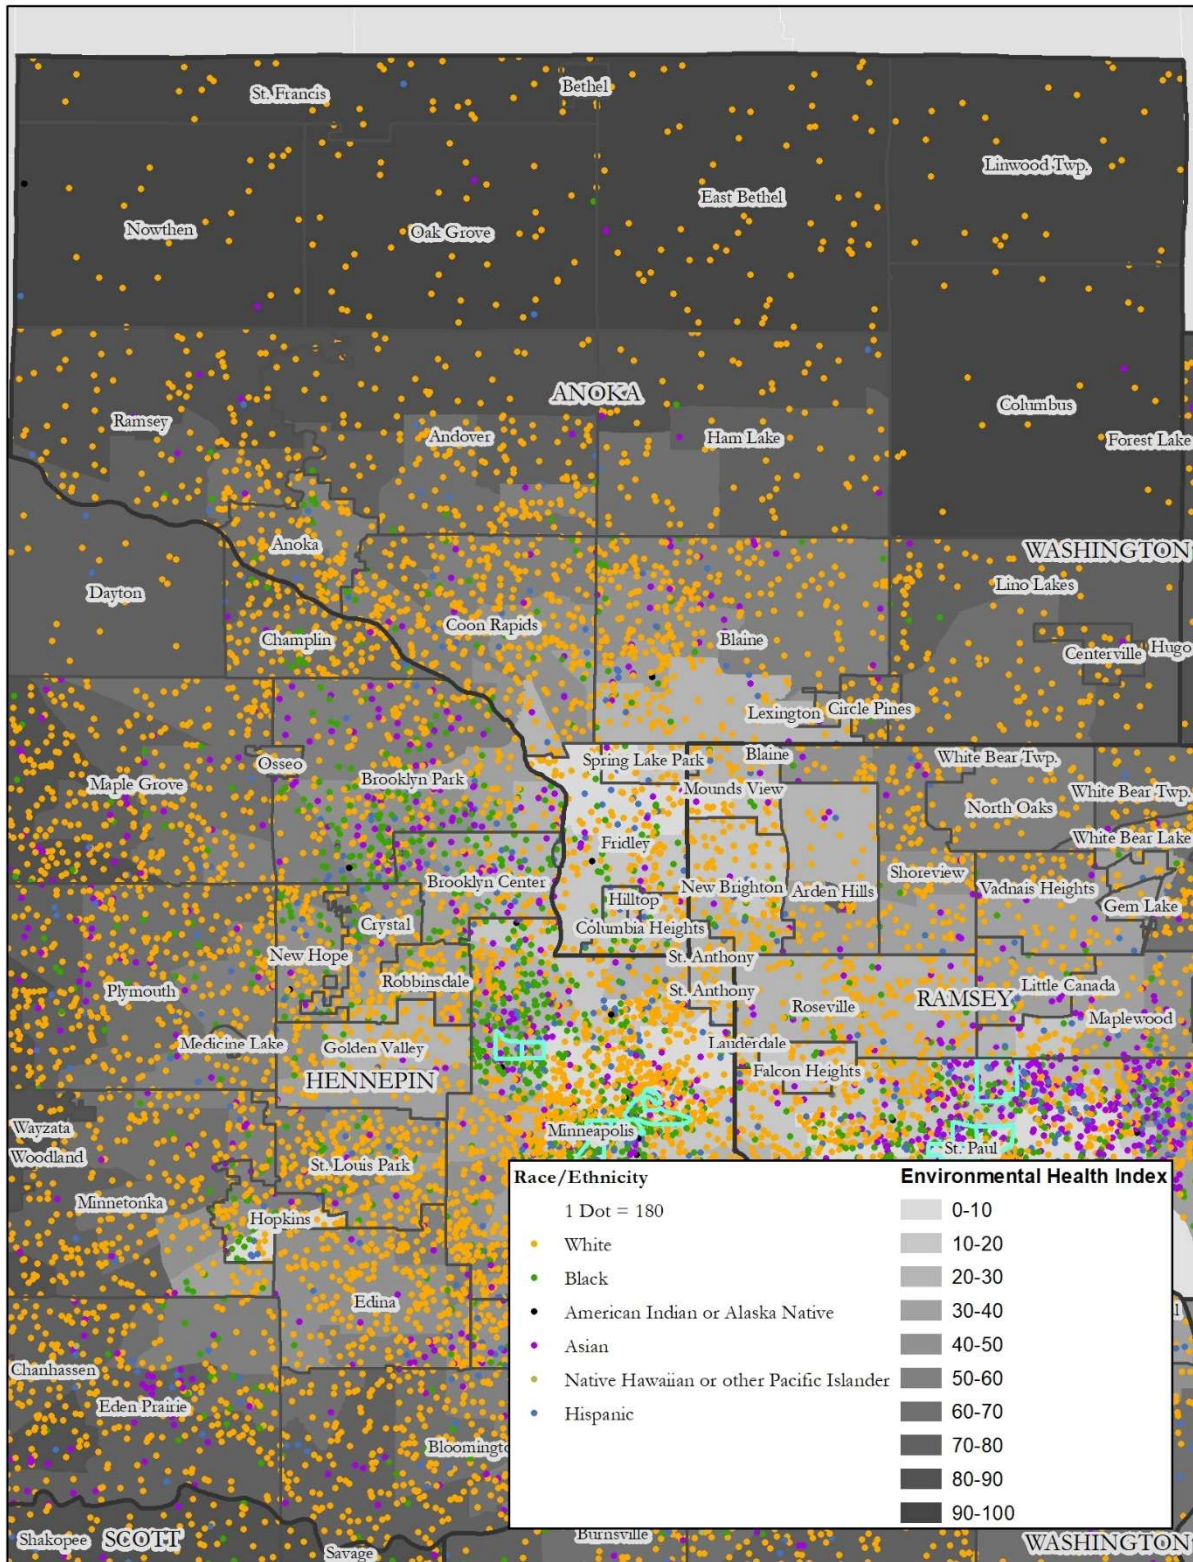 St. Francis
Bethel
Linwood Twp.
East Bethel
Nowthen
Oak Grove
ANOKA
Columbus
Ramsey
Andover
Ham Lake
Forest Lake
Anoka
WASHINGTON
Dayton
Lino Lakes
Coon Rapids
Champlin
Blaine
Centerville
Hugo
Lexington
Circle Pines
Osseo
Spring Lake Park
Blaine
White Bear Twp.
Maple Grove
Brooklyn Park
Mounds View
North Oaks
White Bear Twp.
Fridley
White Bear Lake
Brooklyn Center
New Brighton
Arden Hills
Shoreview
Vadnais Heights
Hilltop
Gem Lake
Crystal
Columbia Heights
New Hope
St. Anthony
Robbinsdale
Plymouth
St. Anthony
Roseville
RAMSEY
Little Canada
Maplewood
Medicine Lake
Golden Valley
Lauderdale
HENNEPIN
Falcon Heights
Wayzata
Minneapolis
Woodland
St. Louis Park
St. Paul
Minnetonka
Hopkins
Edina
Chanhassen
Eden Prairie
Bloomingto
Shakopee
SCOTT
Savage
Burnsville
WASHINGTON
Race/Ethnicity
1 Dot = 180
White
Black
American Indian or Alaska Native
Asian
Native Hawaiian or other Pacific Islander
Hispanic
Environmental Health Index
0-10
10-20
20-30
30-40
40-50
50-60
60-70
70-80
80-90
90-100